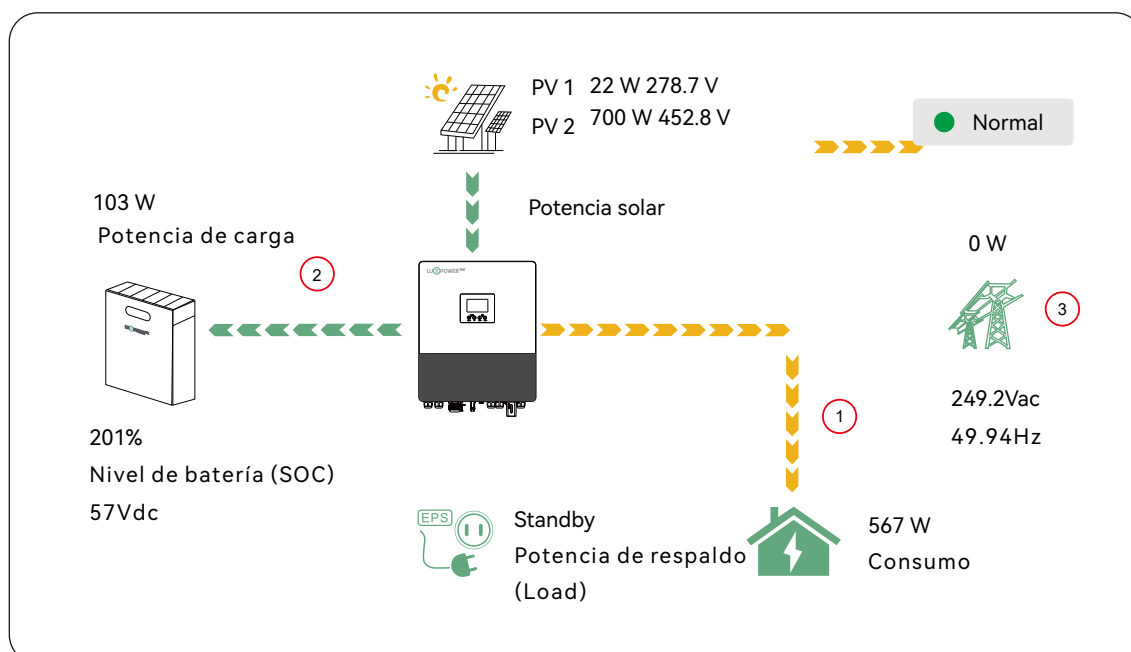 PV 1 22 W 278.7 V
PV 2 700 W 452.8 V
Normal
Potencia solar
103 W
Potencia de carga
2
LUXPOWER
0 W
3
249.2Vac
49.94Hz
1
201%
Nivel de batería (SOC)
57Vdc
EPS
Standby
Potencia de respaldo
(Load)
567 W
Consumo